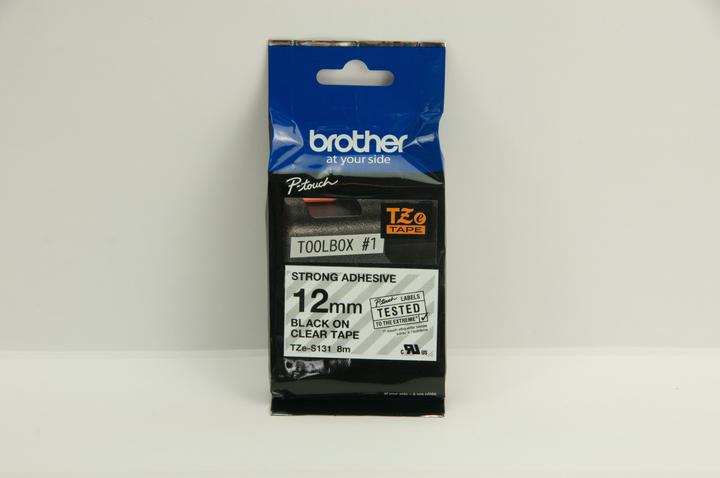 brother
at your side
P-touch
TZe
TAPE
TOOLBOX #1
STRONG ADHESIVE
12mm
BLACK ON
CLEAR TAPE
TZe-S131 8m
P-touch LABELS
TESTED
TO THE EXTREME
c us